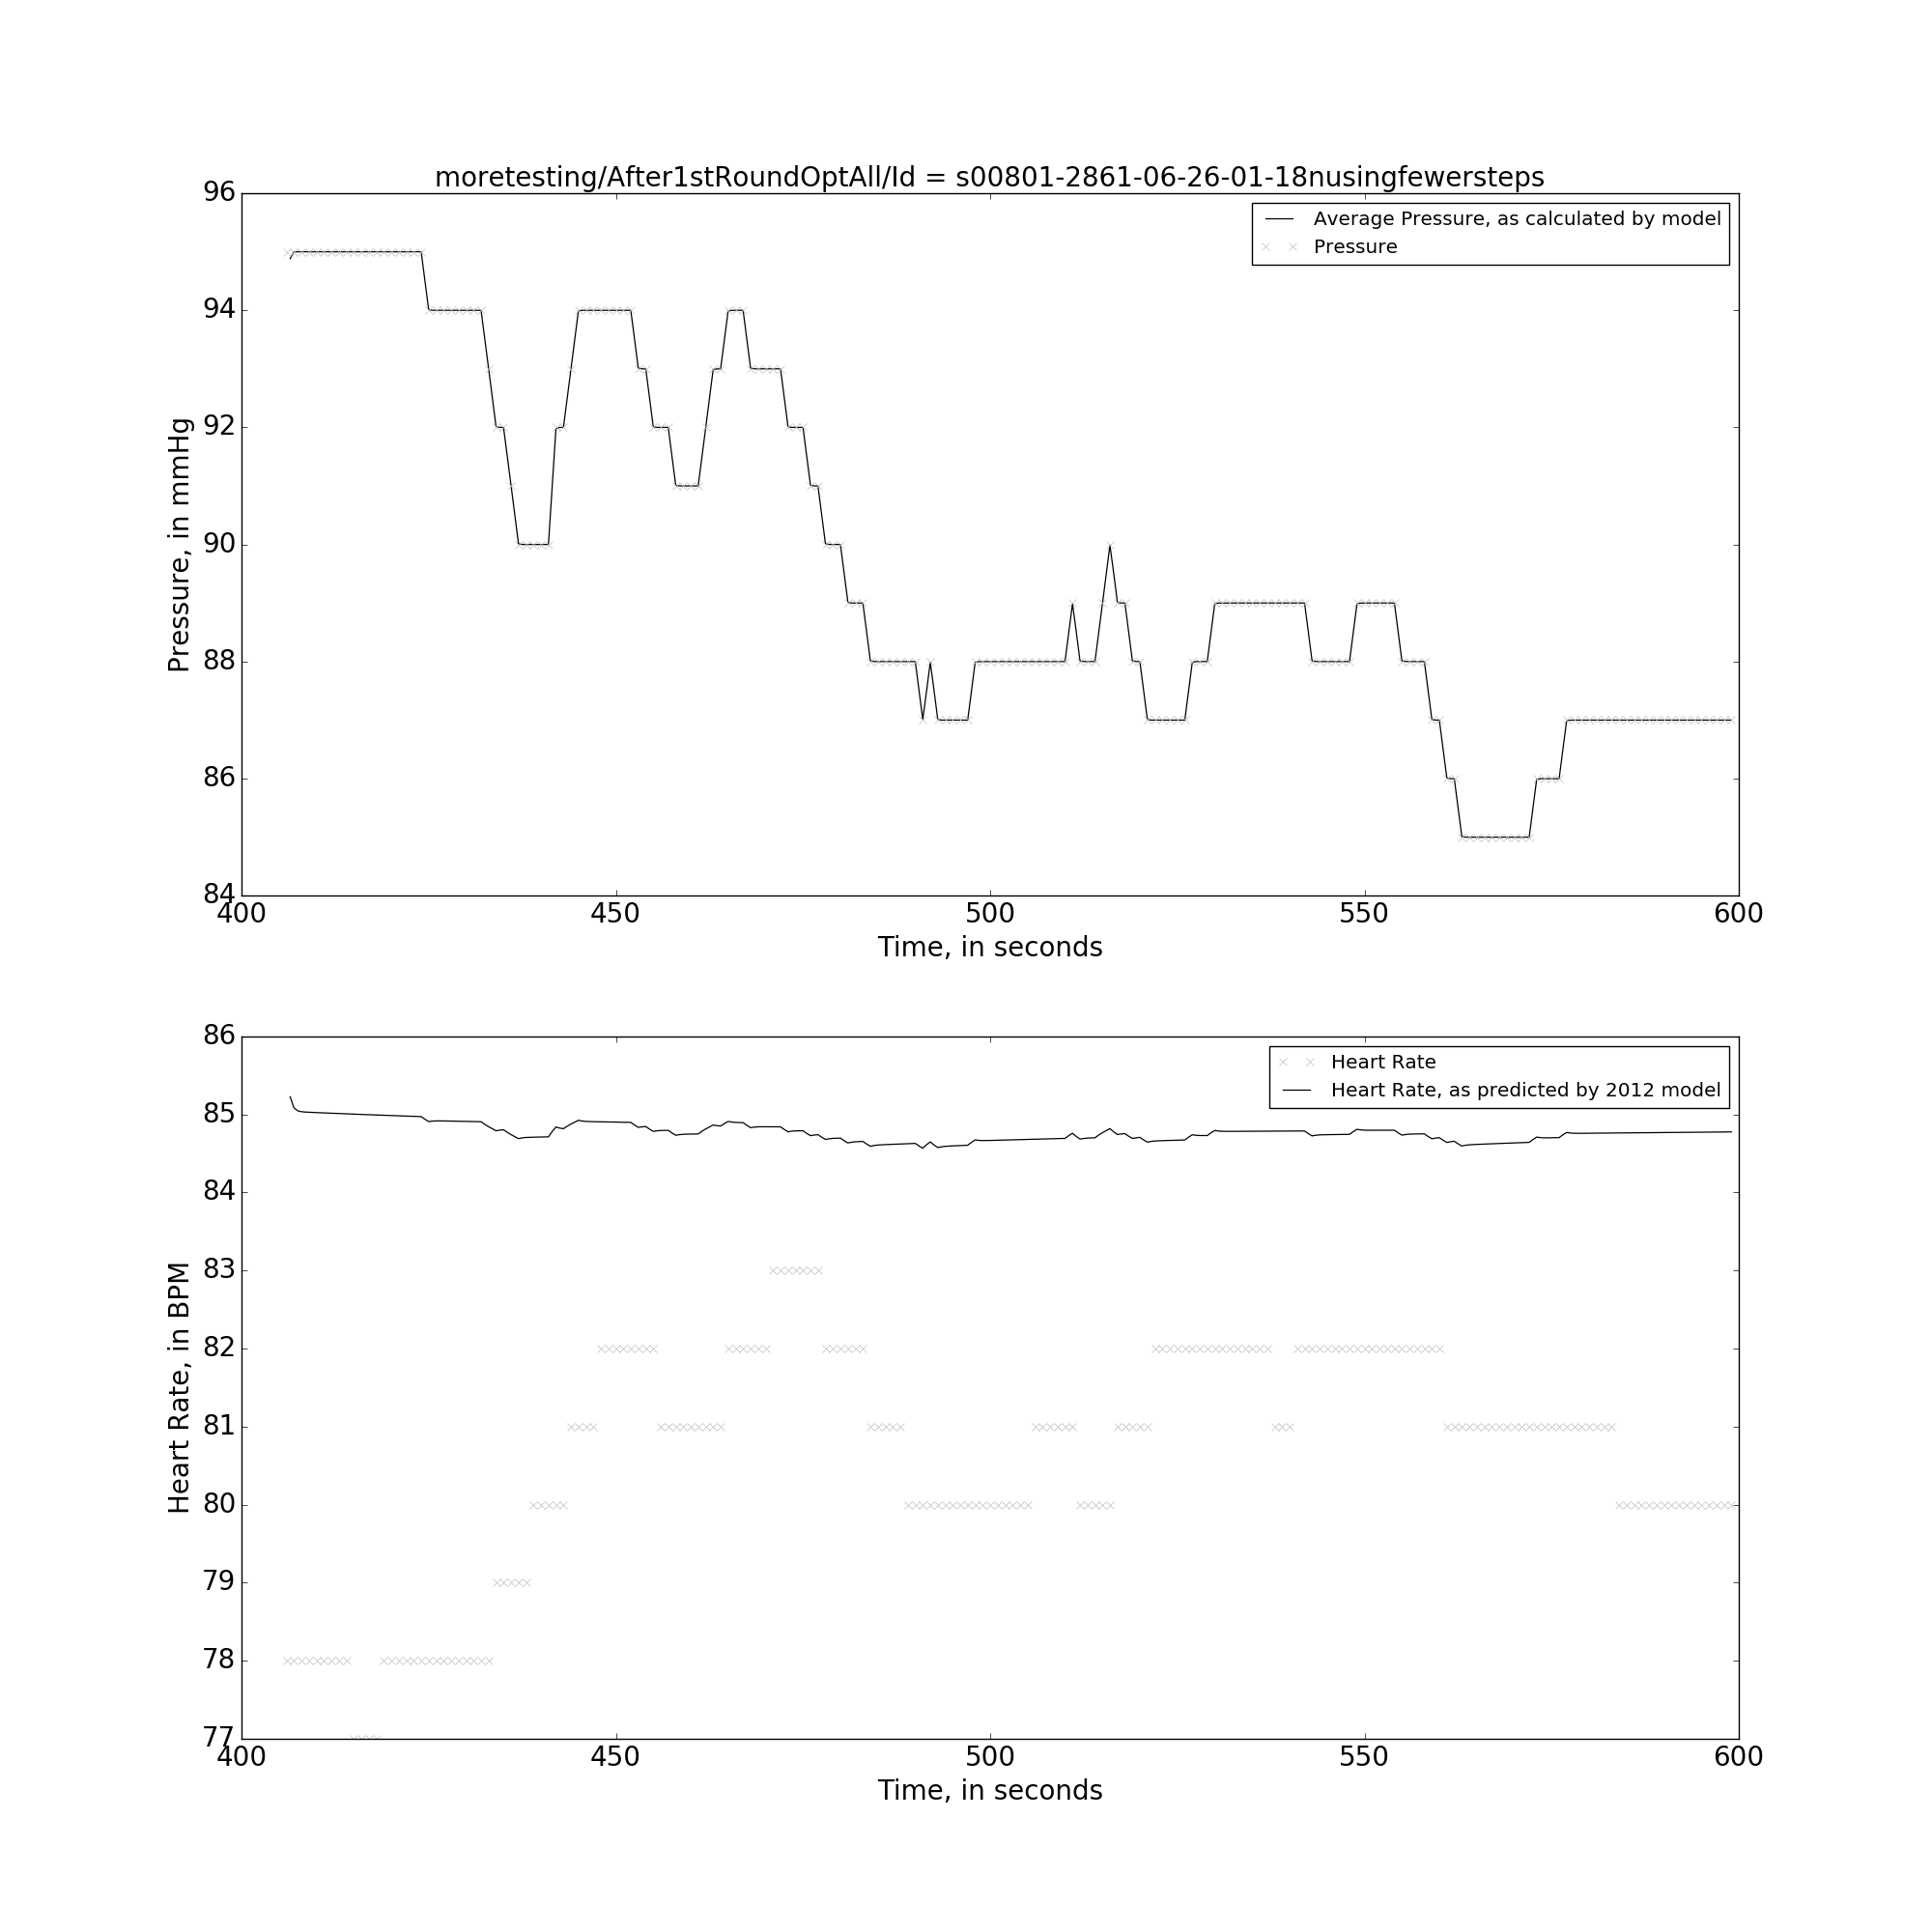 moretesting/After1stRoundOptAll/Id = s00801-2861-06-26-01-18nusingfewersteps
96
94
92
90
88
86
84
Pressure, in mmHg
Average Pressure, as calculated by model
Pressure
400 450 500 550 600
Time, in seconds
86
85
84
83
82
81
80
79
78
77
Heart Rate, in BPM
Heart Rate
Heart Rate, as predicted by 2012 model
400 450 500 550 600
Time, in seconds